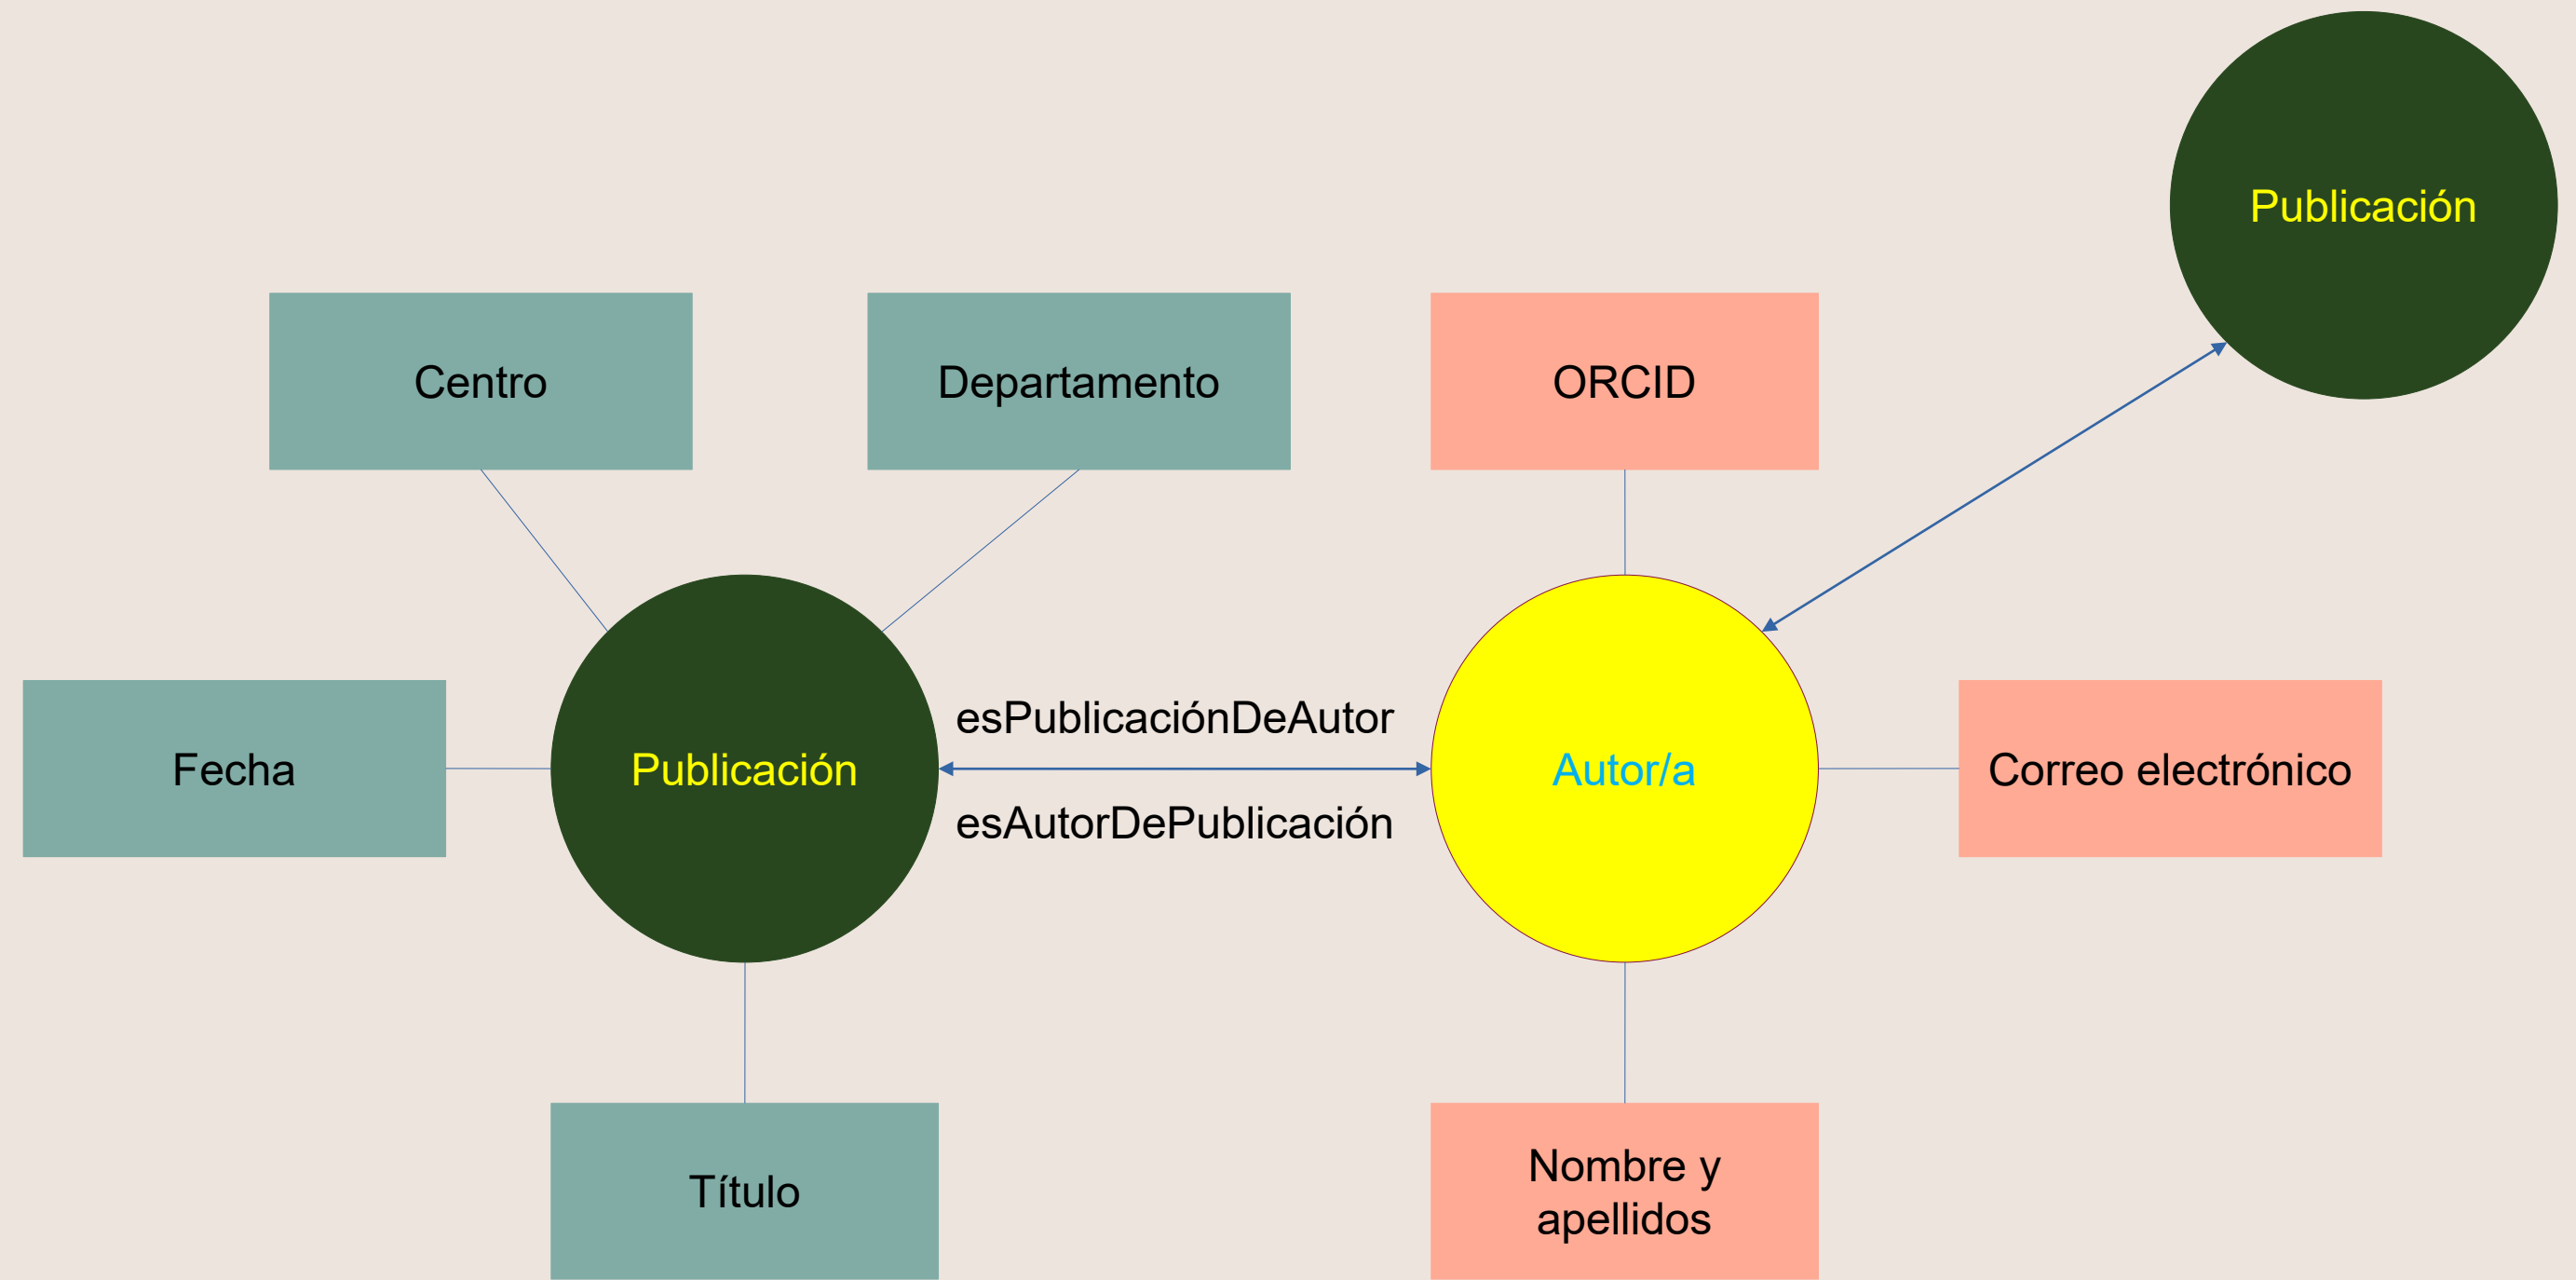 Publicación
Centro
Departamento
ORCID
Fecha
Publicación
esPublicaciónDeAutor
esAutorDePublicación
Autor/a
Correo electrónico
Título
Nombre y
apellidos